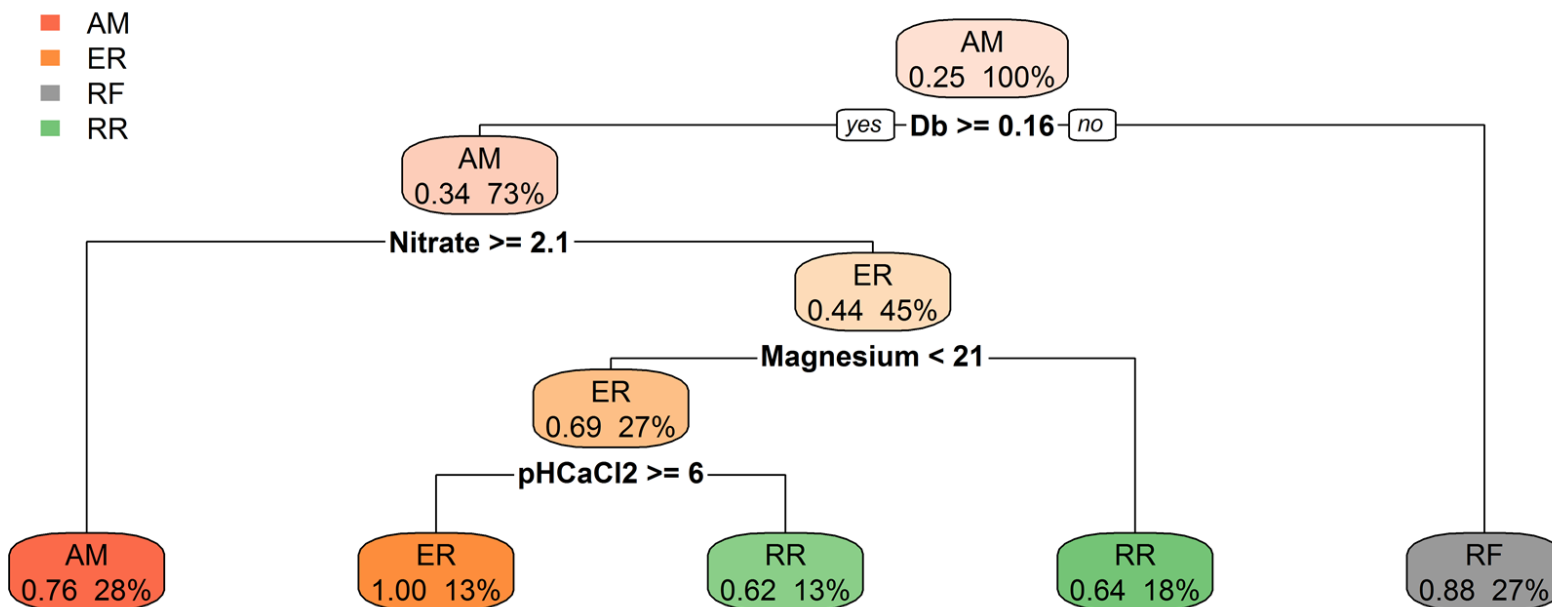 AM
ER
RF
RR
AM
0.25 100%
yes Db >= 0.16 no
AM
0.34 73%
Nitrate >= 2.1
ER
0.44 45%
Magnesium < 21
ER
0.69 27%
pHCaCl2 >= 6
AM
0.76 28%
ER
1.00 13%
RR
0.62 13%
RR
0.64 18%
RF
0.88 27%